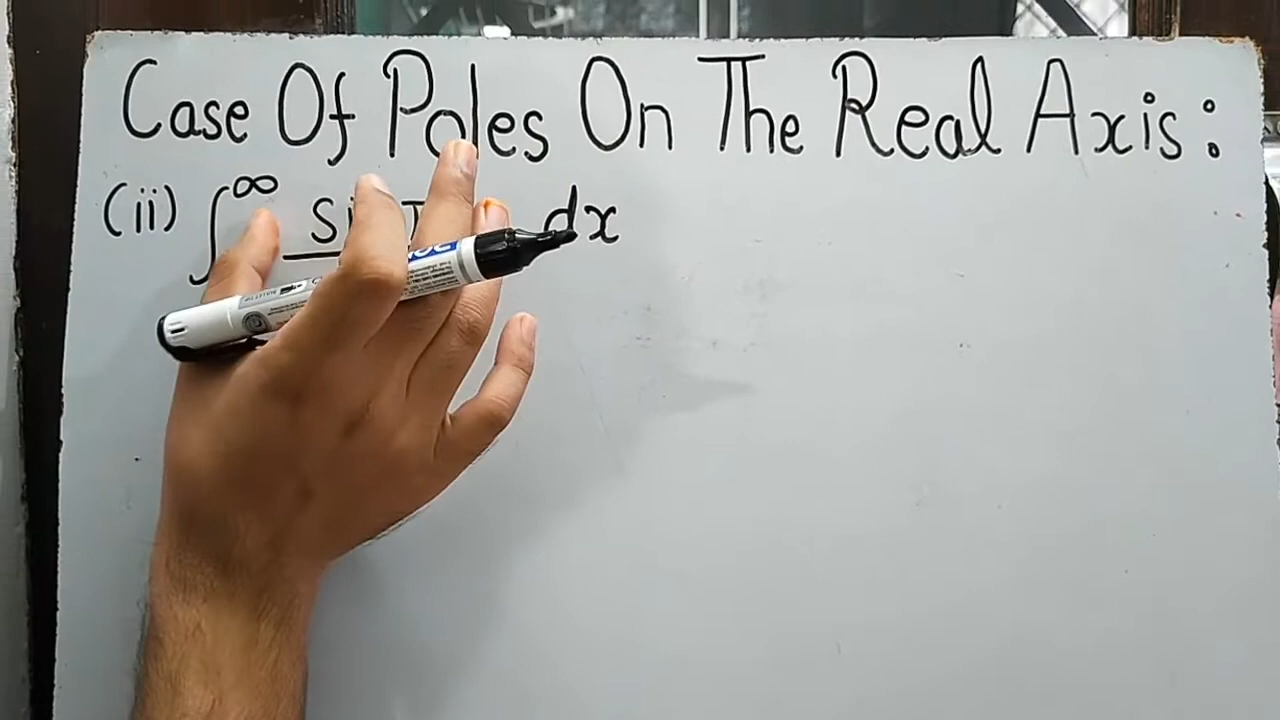 Case Of Poles On The Real Axis:
(ii) ∫^∞ dx